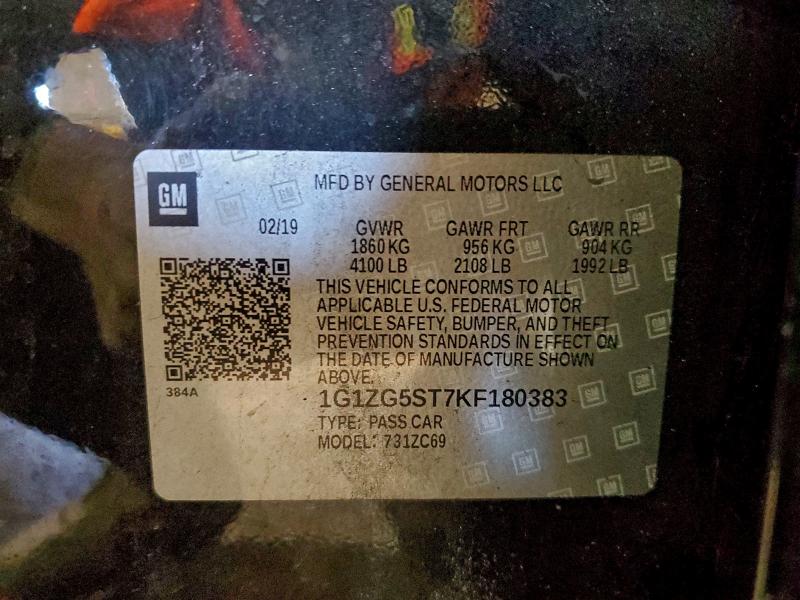 GM
MFD BY GENERAL MOTORS LLC
02/19 GVWR GAWR FRT GAWR RR
1860 KG 956 KG 904 KG
4100 LB 2108 LB 1992 LB
THIS VEHICLE CONFORMS TO ALL
APPLICABLE U.S. FEDERAL MOTOR
VEHICLE SAFETY, BUMPER, AND THEFT
PREVENTION STANDARDS IN EFFECT ON
THE DATE OF MANUFACTURE SHOWN
ABOVE.
384A
1G1ZG5ST7KF180383
TYPE: PASS CAR
MODEL: 731ZC69